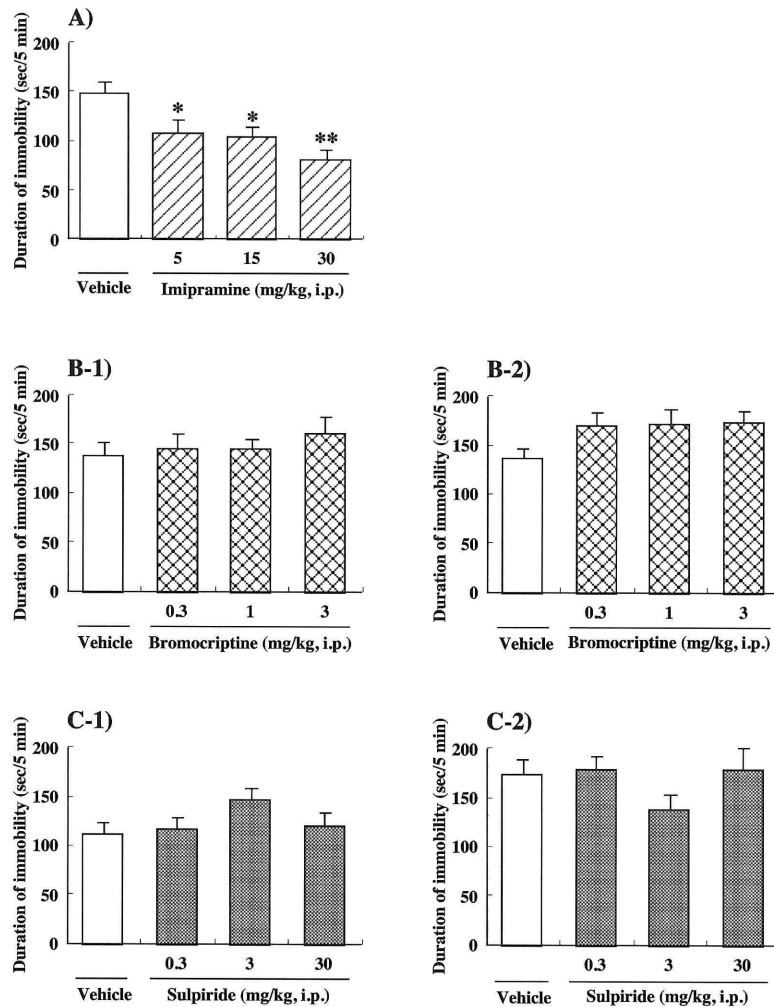 A)
Duration of immobility (sec/5 min)
200
150
100
50
0
*
*
**
5 15 30
Vehicle Imipramine (mg/kg, i.p.)
B-1)
Duration of immobility (sec/5 min)
200
150
100
50
0
0.3 1 3
Vehicle Bromocriptine (mg/kg, i.p.)
B-2)
Duration of immobility (sec/5 min)
200
150
100
50
0
0.3 1 3
Vehicle Bromocriptine (mg/kg, i.p.)
C-1)
Duration of immobility (sec/5 min)
200
150
100
50
0
0.3 3 30
Vehicle Sulpiride (mg/kg, i.p.)
C-2)
Duration of immobility (sec/5 min)
200
150
100
50
0
0.3 3 30
Vehicle Sulpiride (mg/kg, i.p.)